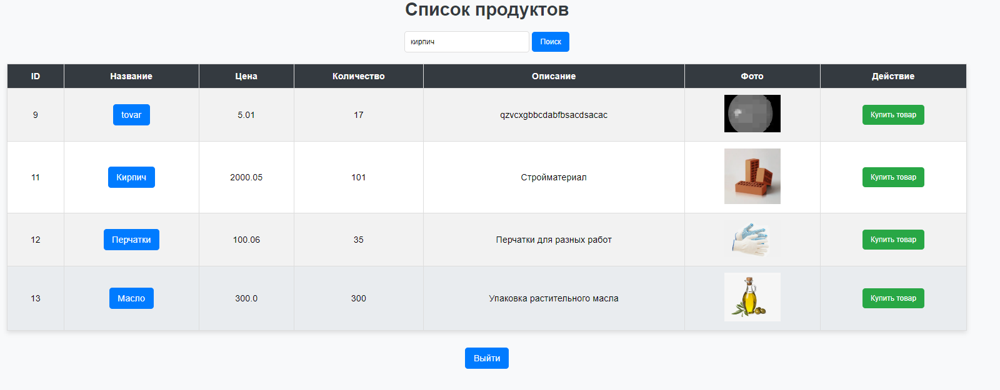 Список продуктов
кирпич Поиск
ID Название Цена Количество Описание Фото Действие
9 tovar 5.01 17 qzvcxgbbcdabfbsacdsacac Купить товар
11 Кирпич 2000.05 101 Стройматериал Купить товар
12 Перчатки 100.06 35 Перчатки для разных работ Купить товар
13 Масло 300.0 300 Упаковка растительного масла Купить товар
Выйти